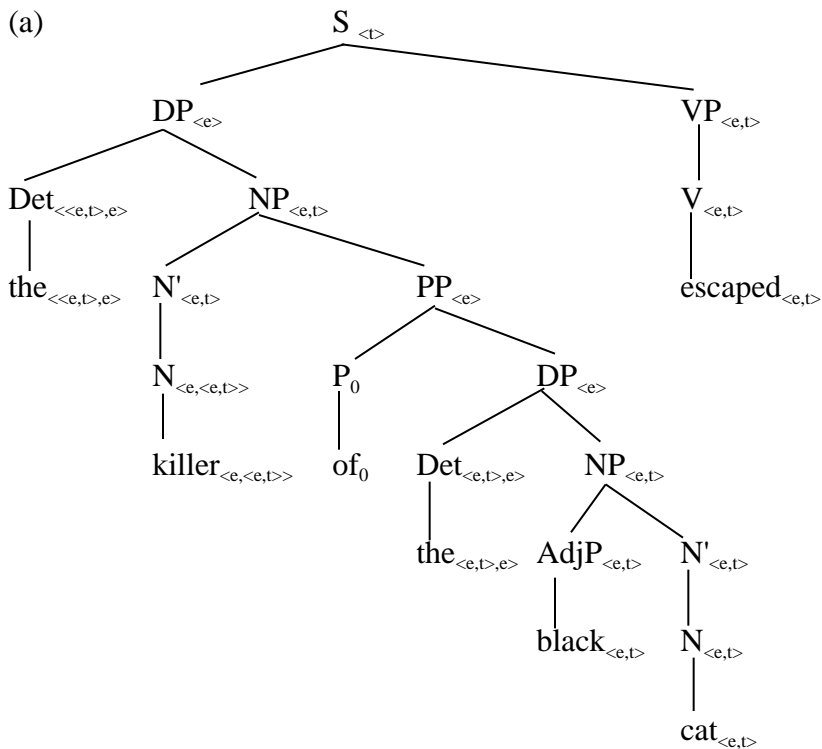 (a) S<t>
DP<e> VP<e,t>
Det<<e,t>,e> NP<e,t> V<e,t>
the<<e,t>,e> N'<e,t> PP<e> escaped<e,t>
N<e,<e,t>> P0 DP<e>
killer<e,<e,t>> of0 Det<e,t>,e> NP<e,t>
the<e,t>,e> AdjP<e,t> N'<e,t>
black<e,t> N<e,t>
cat<e,t>